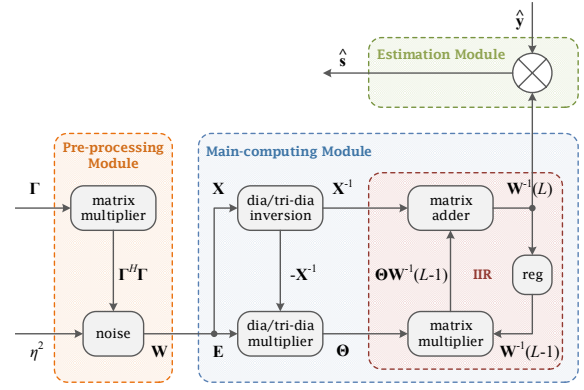 ŷ
Estimation Module
ŝ
Pre-processing
Module
Main-computing Module
Γ
matrix
multiplier
X
dia/tri-dia
inversion
X⁻¹
matrix
adder
W⁻¹(L)
ΓᴴΓ
-X⁻¹
ΘW⁻¹(L-1)
IIR
reg
η²
noise
W
E
dia/tri-dia
multiplier
Θ
matrix
multiplier
W⁻¹(L-1)